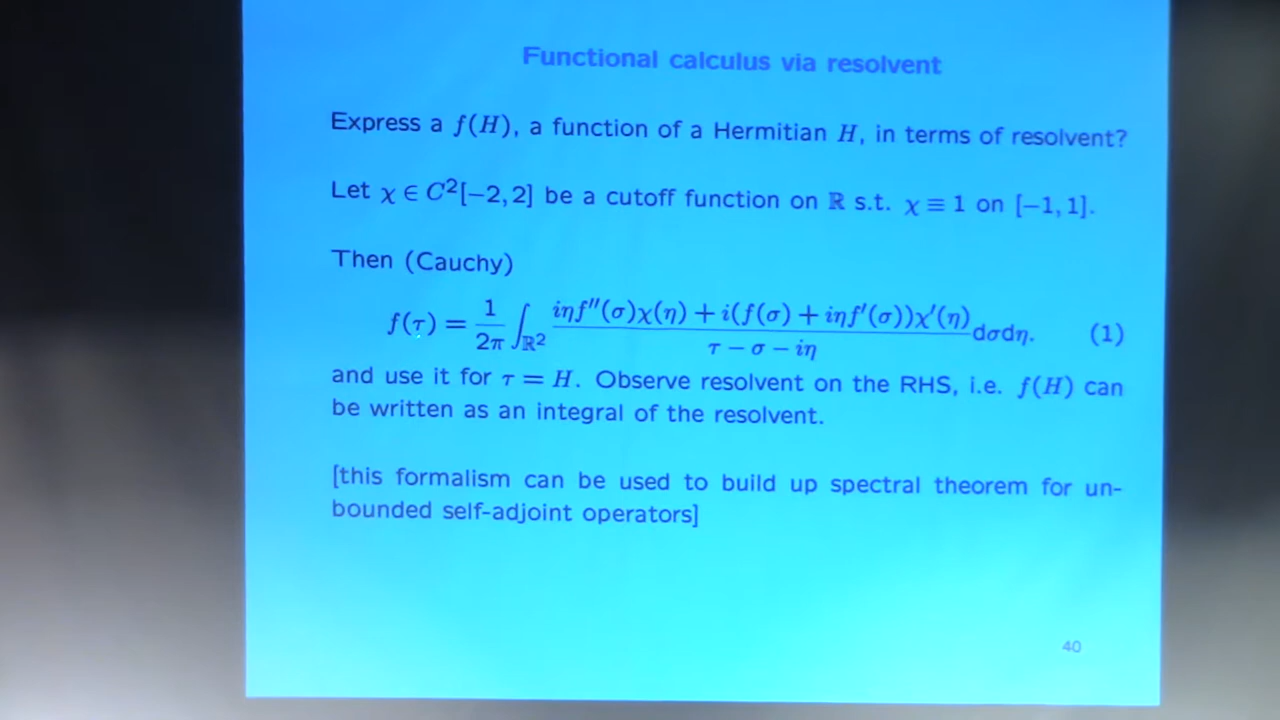 Functional calculus via resolvent
Express a f(H), a function of a Hermitian H, in terms of resolvent?
Let χ ∈ C²[−2, 2] be a cutoff function on ℝ s.t. χ ≡ 1 on [−1, 1].
Then (Cauchy)
f(τ) = 1/2π ∫_ℝ² iηf″(σ)χ(η) + i(f(σ) + iηf′(σ))χ′(η) / τ − σ − iη dσdη. (1)
and use it for τ = H. Observe resolvent on the RHS, i.e. f(H) can
be written as an integral of the resolvent.
[this formalism can be used to build up spectral theorem for un-
bounded self-adjoint operators]
40